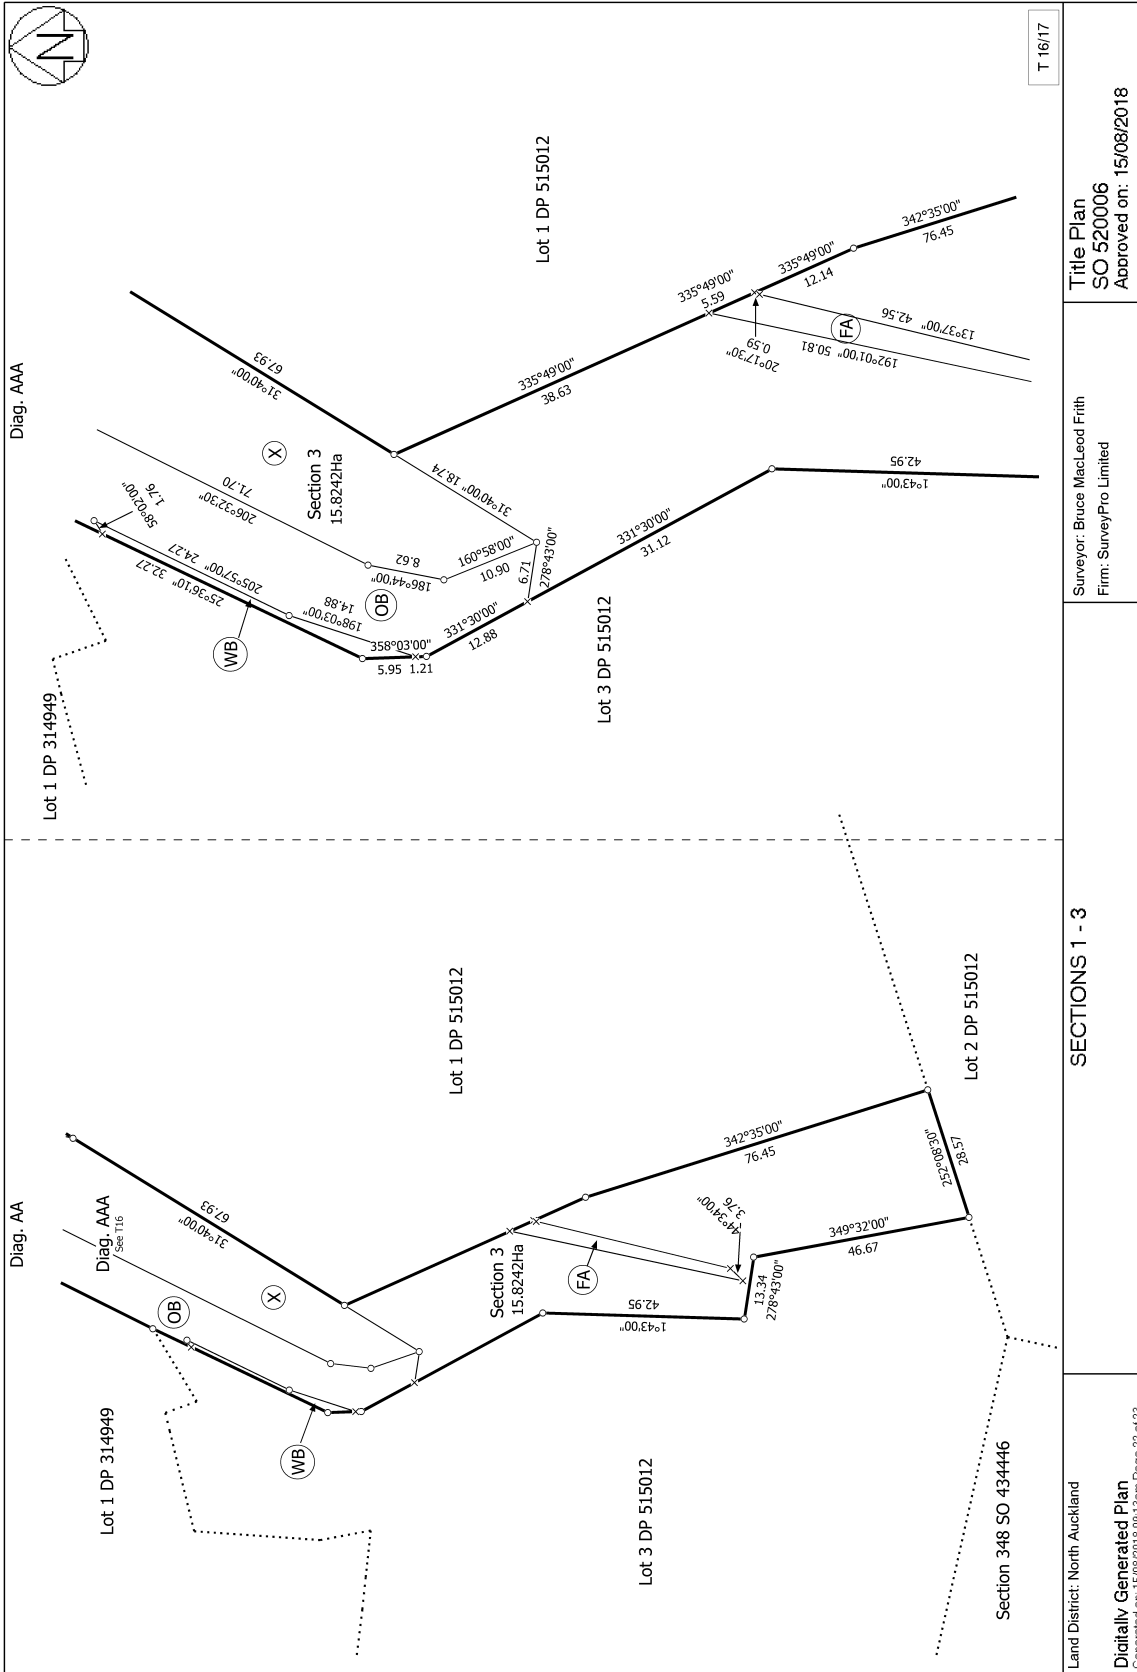 Diag. AA
Lot 1 DP 314949
Diag. AAA
See T16
67.93
31°40'00"
OB
X
WB
Lot 1 DP 515012
Section 3
15.8242Ha
FA
342°35'00"
76.45
42.95
1°43'00"
44°34'00"
3.76
13.34
278°43'00"
349°32'00"
46.67
252°08'30"
28.57
Lot 3 DP 515012
Lot 2 DP 515012
Section 348 SO 434446
Diag. AAA
N
Lot 1 DP 314949
58°02'00"
1.76
205°57'00" 24.27
25°36'10" 32.27
WB
198°03'00"
14.88
206°32'30" 71.70
X
Section 3
15.8242Ha
67.93
31°40'00"
186°44'00" 8.62
OB
358°03'00"
5.95 1.21
160°58'00"
10.90
31°40'00" 18.74
331°30'00"
12.88
6.71
278°43'00"
335°49'00"
38.63
331°30'00"
31.12
Lot 3 DP 515012
Lot 1 DP 515012
335°49'00"
5.59
20°17'30"
0.59
335°49'00"
12.14
342°35'00"
76.45
FA
192°01'00" 50.81
13°37'00" 42.56
42.95
1°43'00"
T 16/17
Land District: North Auckland
Digitally Generated Plan
SECTIONS 1 - 3
Surveyor: Bruce MacLeod Frith
Firm: SurveyPro Limited
Title Plan
SO 520006
Approved on: 15/08/2018